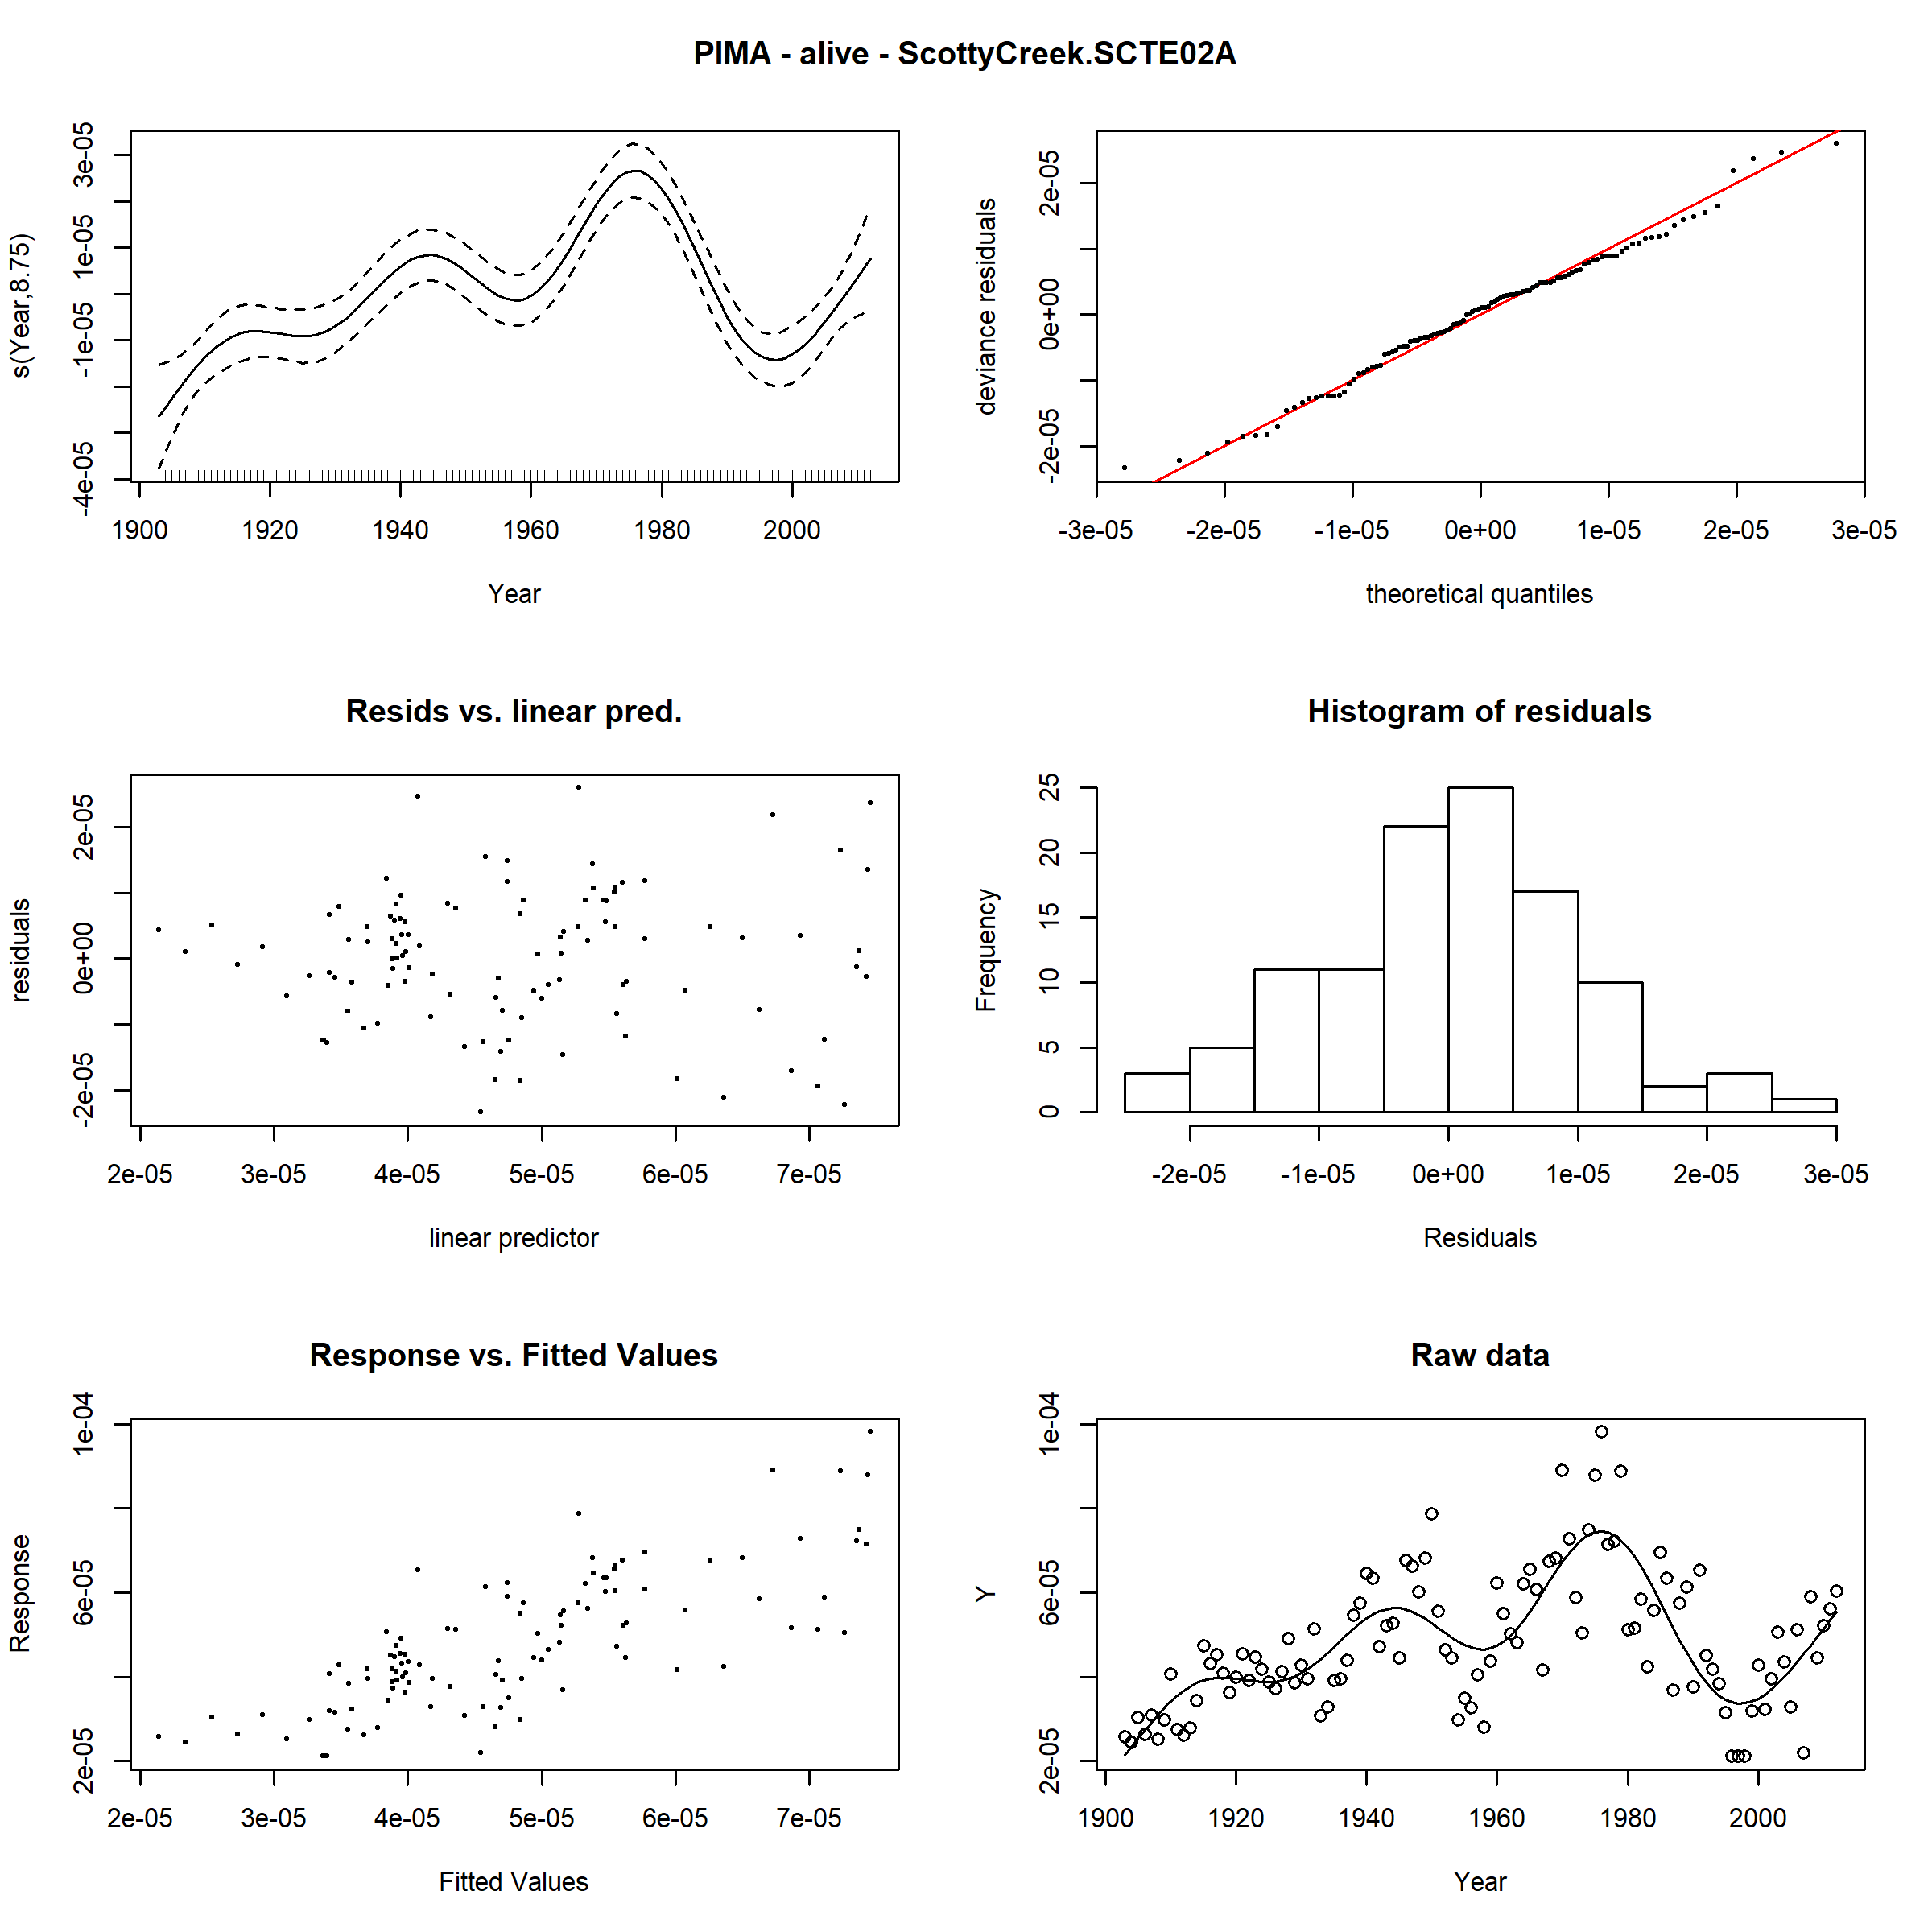 PIMA - alive - ScottyCreek.SCTE02A
s(Year,8.75)
-4e-05 -1e-05 1e-05 3e-05
1900 1920 1940 1960 1980 2000
Year
deviance residuals
-2e-05 0e+00 2e-05
-3e-05 -2e-05 -1e-05 0e+00 1e-05 2e-05 3e-05
theoretical quantiles
Resids vs. linear pred.
residuals
-2e-05 0e+00 2e-05
2e-05 3e-05 4e-05 5e-05 6e-05 7e-05
linear predictor
Histogram of residuals
Frequency
0 5 10 15 20 25
-2e-05 -1e-05 0e+00 1e-05 2e-05 3e-05
Residuals
Response vs. Fitted Values
Response
2e-05 6e-05 1e-04
2e-05 3e-05 4e-05 5e-05 6e-05 7e-05
Fitted Values
Raw data
Y
2e-05 6e-05 1e-04
1900 1920 1940 1960 1980 2000
Year